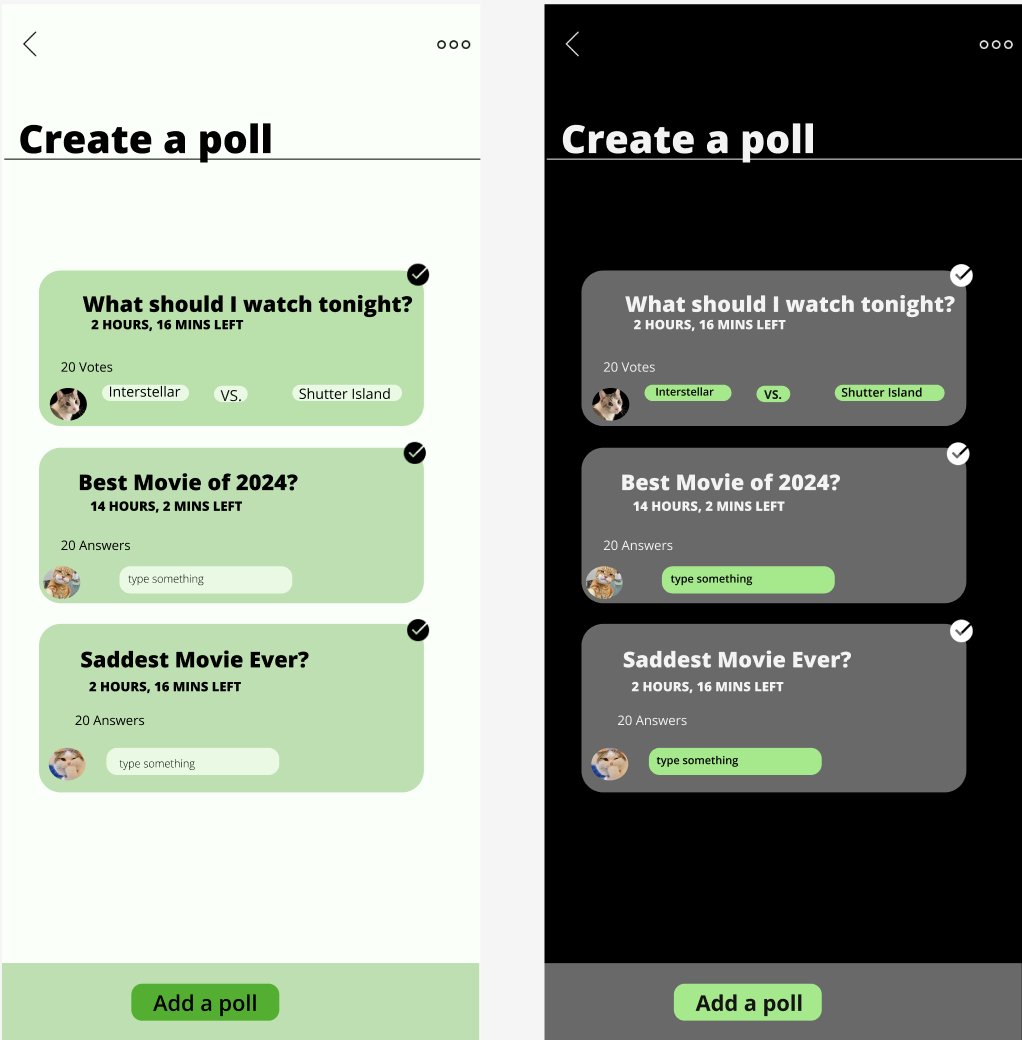 Create a poll
What should I watch tonight?
2 HOURS, 16 MINS LEFT
20 Votes
Interstellar VS. Shutter Island
Best Movie of 2024?
14 HOURS, 2 MINS LEFT
20 Answers
type something
Saddest Movie Ever?
2 HOURS, 16 MINS LEFT
20 Answers
type something
Add a poll
Create a poll
What should I watch tonight?
2 HOURS, 16 MINS LEFT
20 Votes
Interstellar VS. Shutter Island
Best Movie of 2024?
14 HOURS, 2 MINS LEFT
20 Answers
type something
Saddest Movie Ever?
2 HOURS, 16 MINS LEFT
20 Answers
type something
Add a poll